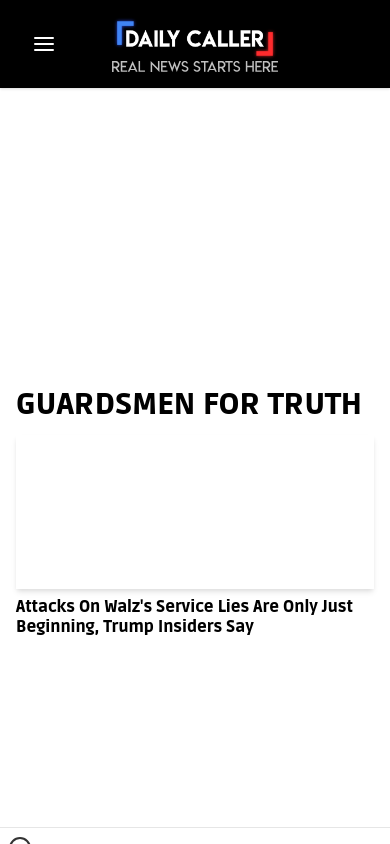 DAILY CALLER
REAL NEWS STARTS HERE
GUARDSMEN FOR TRUTH
Attacks On Walz's Service Lies Are Only Just
Beginning, Trump Insiders Say